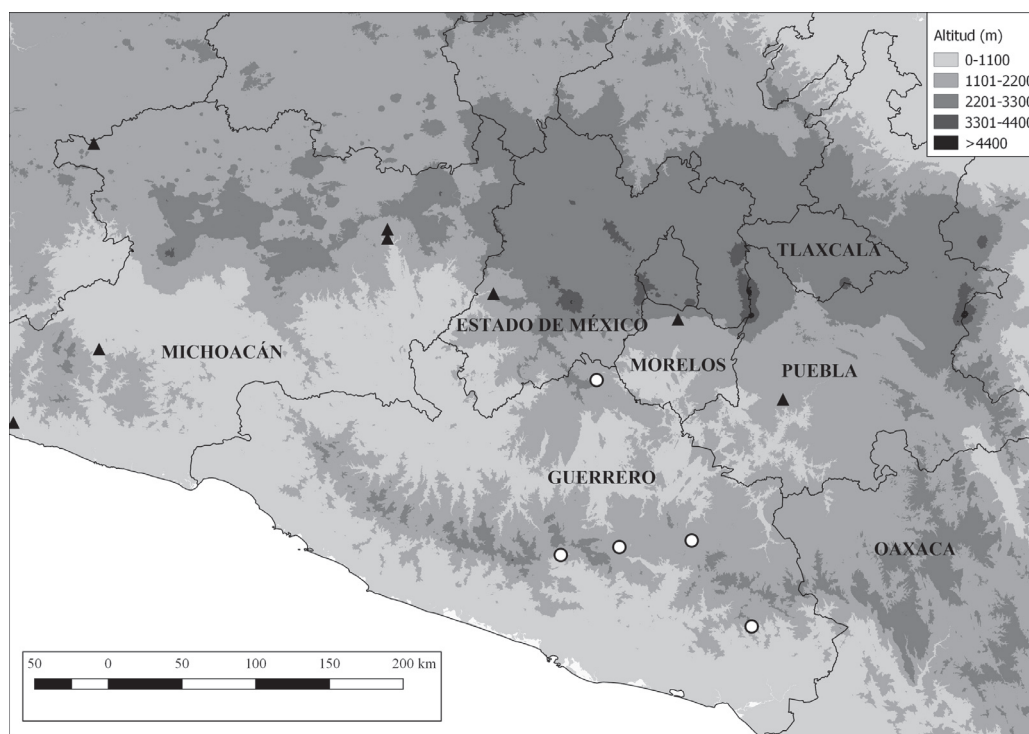 Altitud (m)
0-1100
1101-2200
2201-3300
3301-4400
>4400
TLAXCALA
ESTADO DE MÉXICO
MICHOACÁN
MORELOS
PUEBLA
GUERRERO
OAXACA
50 0 50 100 150 200 km